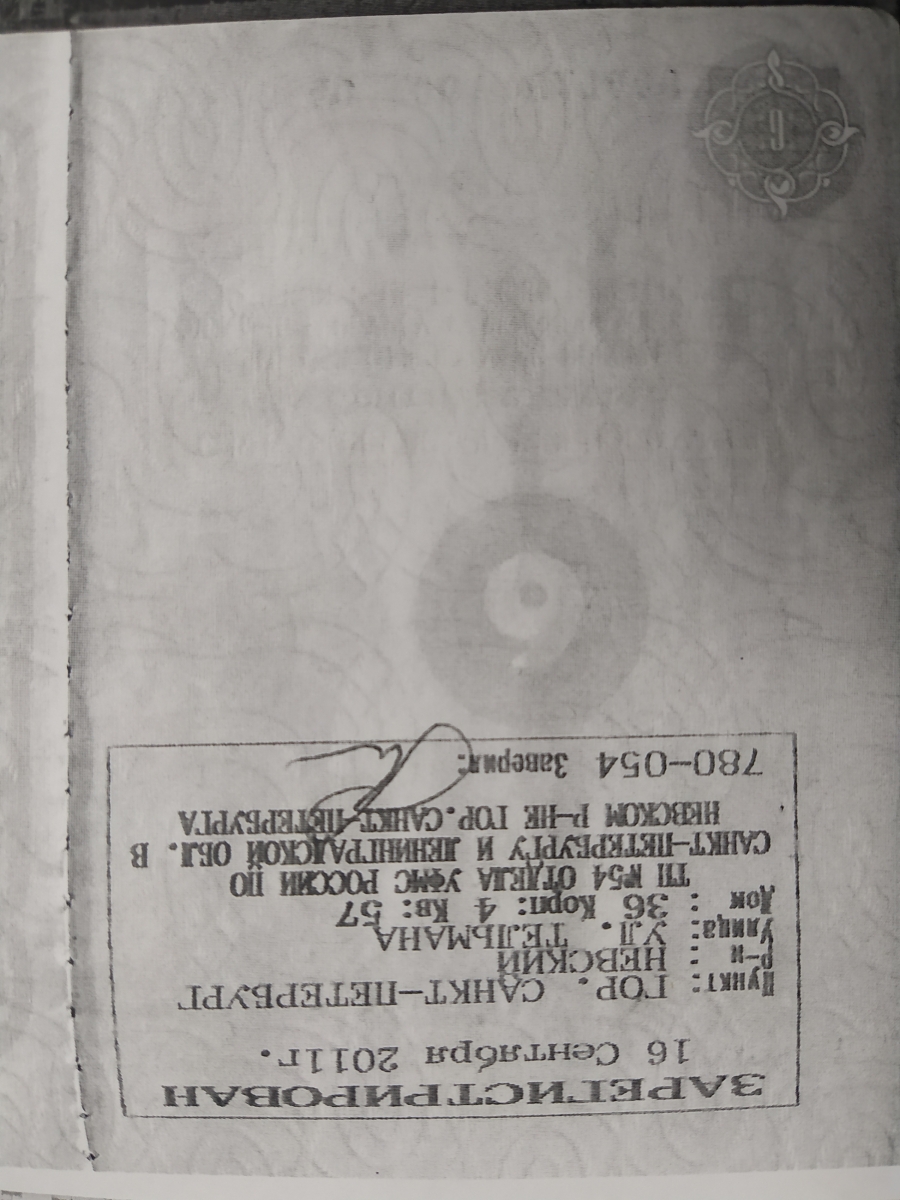 ЗАРЕГИСТРИРОВАН
16 Сентября 2011г.
Пункт: ГОР. САНКТ-ПЕТЕРБУРГ
р-н : НЕВСКИЙ
Улица: УЛ. ТЕЛЬМАНА
Дом : 36 Корп: 4 Кв: 57
ТП №54 ОТДЕЛА УФМС РОССИИ ПО
САНКТ-ПЕТЕРБУРГУ И ЛЕНИНГРАДСКОЙ ОБЛ. В
НЕВСКОМ Р-НЕ ГОР.САНКТ-ПЕТЕРБУРГА
780-054 Заверил: